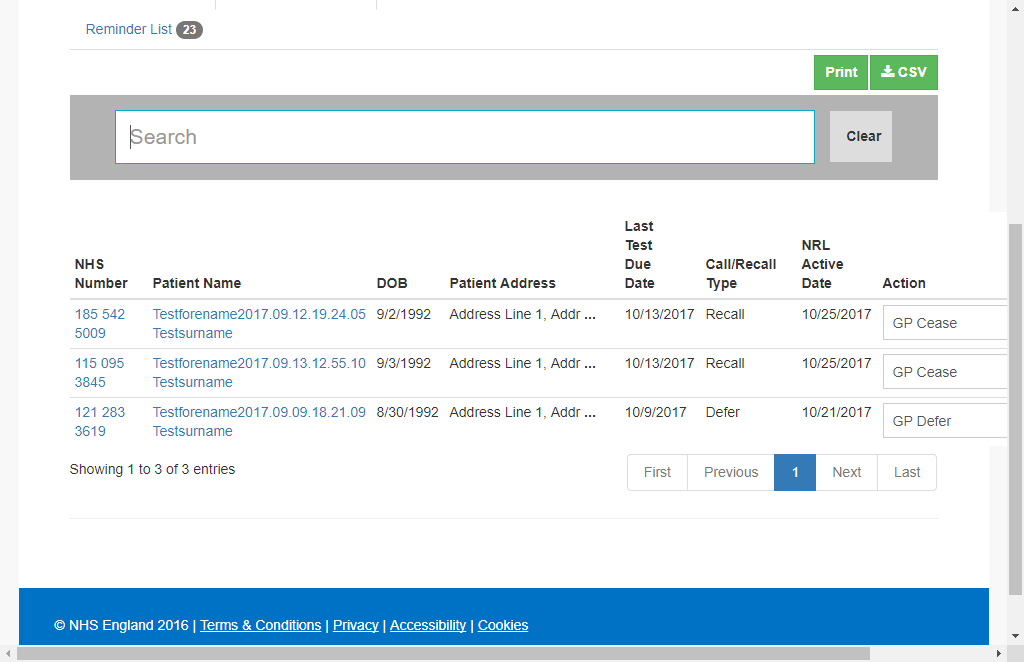 Reminder List 23
Print CSV
Search
Clear
NHS Number Patient Name DOB Patient Address Last Test Due Date Call/Recall Type NRL Active Date Action
185 542 5009 Testforename2017.09.12.19.24.05 Testsurname 9/2/1992 Address Line 1, Addr ... 10/13/2017 Recall 10/25/2017 GP Cease
115 095 3845 Testforename2017.09.13.12.55.10 Testsurname 9/3/1992 Address Line 1, Addr ... 10/13/2017 Recall 10/25/2017 GP Cease
121 283 3619 Testforename2017.09.09.18.21.09 Testsurname 8/30/1992 Address Line 1, Addr ... 10/9/2017 Defer 10/21/2017 GP Defer
Showing 1 to 3 of 3 entries
First Previous 1 Next Last
© NHS England 2016 | Terms & Conditions | Privacy | Accessibility | Cookies